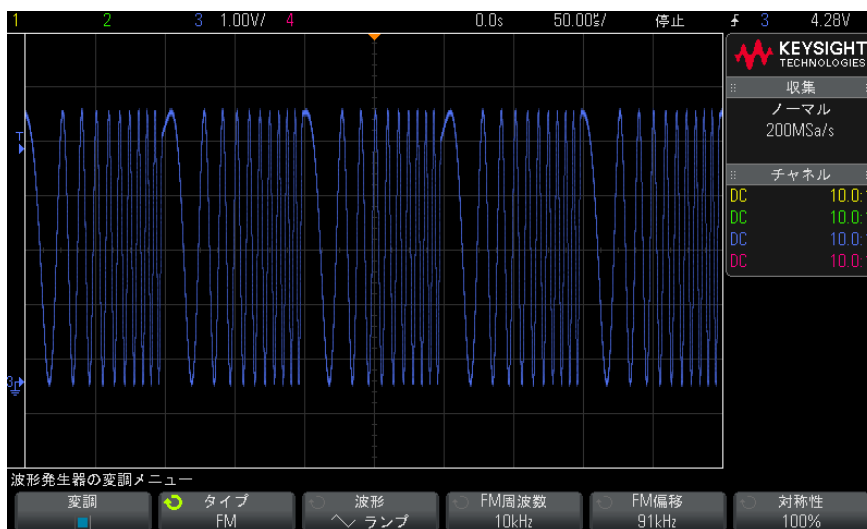 1 2 3 1.00V/ 4 0.0s 50.00㎲/ 停止 3 4.28V
KEYSIGHT
TECHNOLOGIES
収集
ノーマル
200MSa/s
チャネル
DC 10.0:
DC 10.0:
DC 10.0:
DC 10.0:
T
3
波形発生器の変調メニュー
変調 タイプ 波形 FM周波数 FM偏移 対称性
FM ランプ 10kHz 91kHz 100%